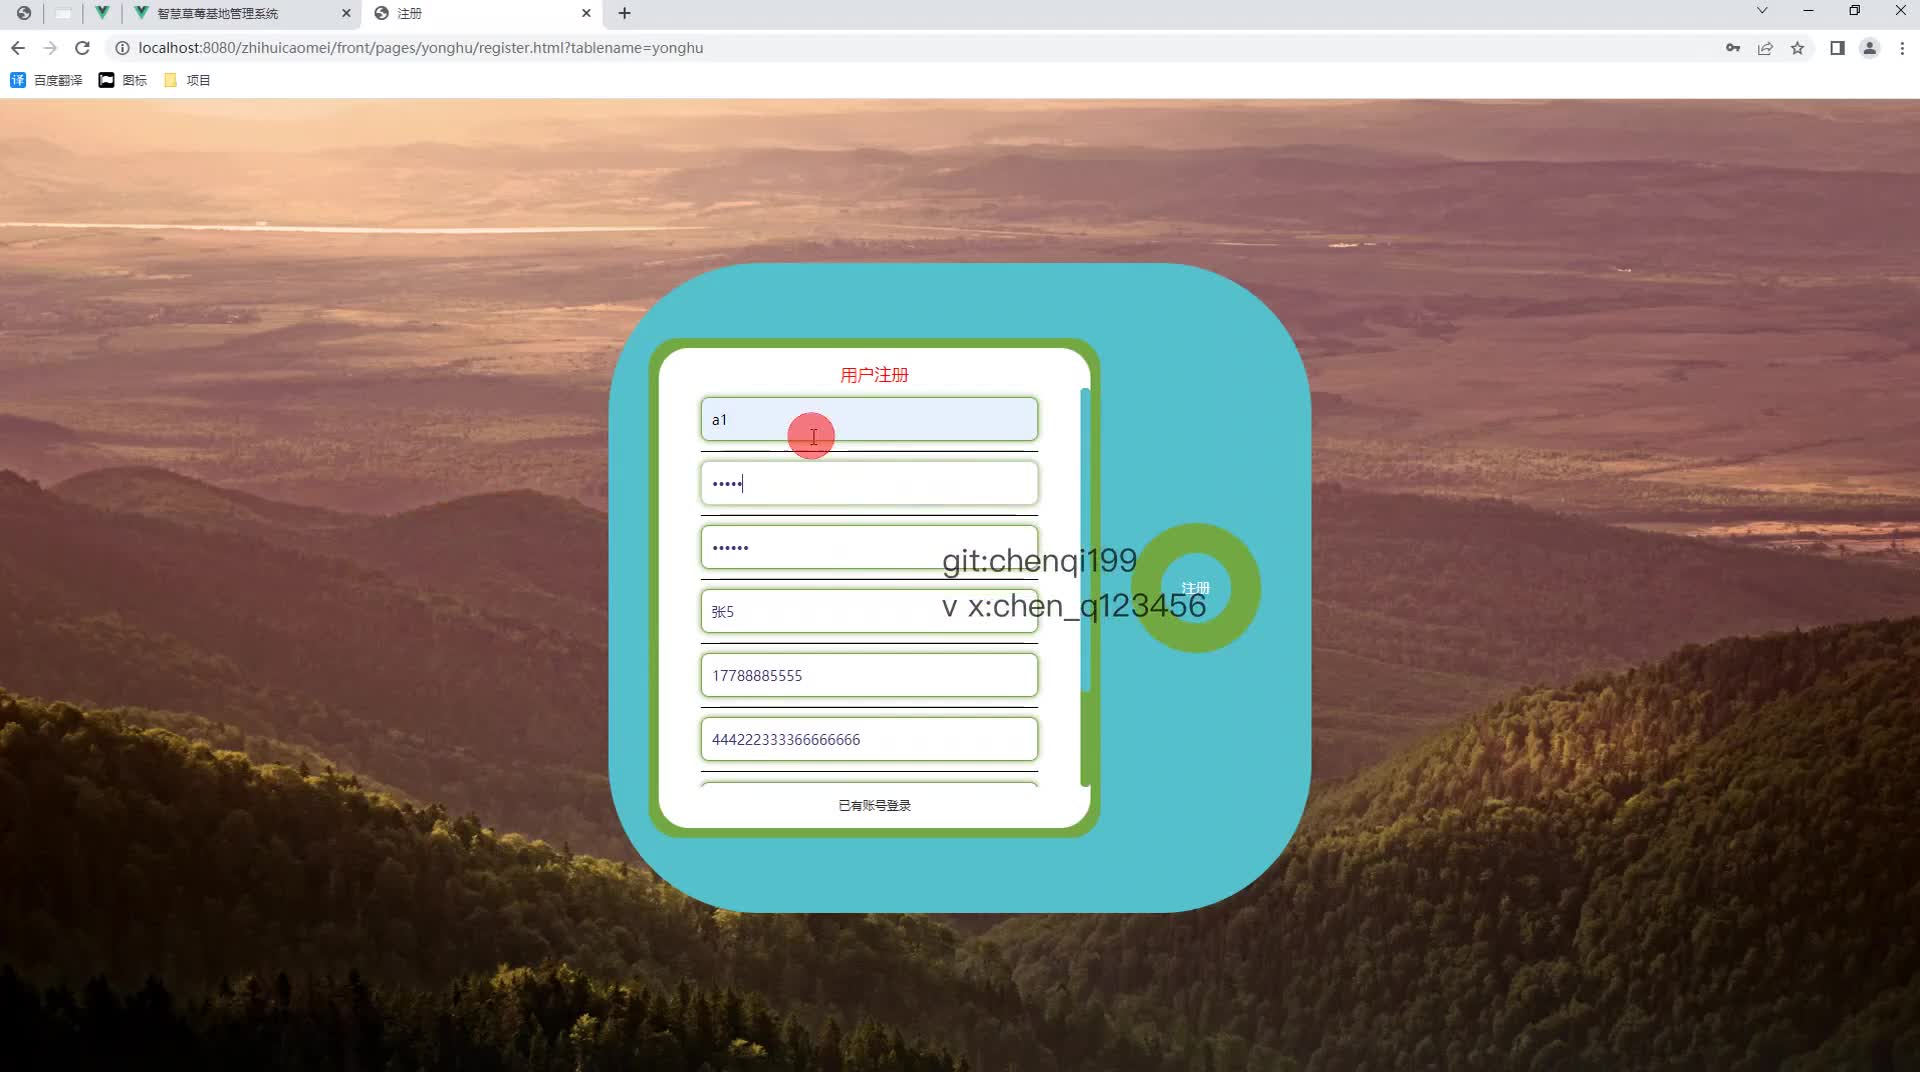 智慧草莓基地管理系统
注册
localhost:8080/zhihuicaomei/front/pages/yonghu/register.html?tablename=yonghu
译 百度翻译 图标 项目
用户注册
a1
•••••
••••••
张5
17788885555
444222333366666666
已有账号登录
注册
git:chenqi199
v x:chen_q123456